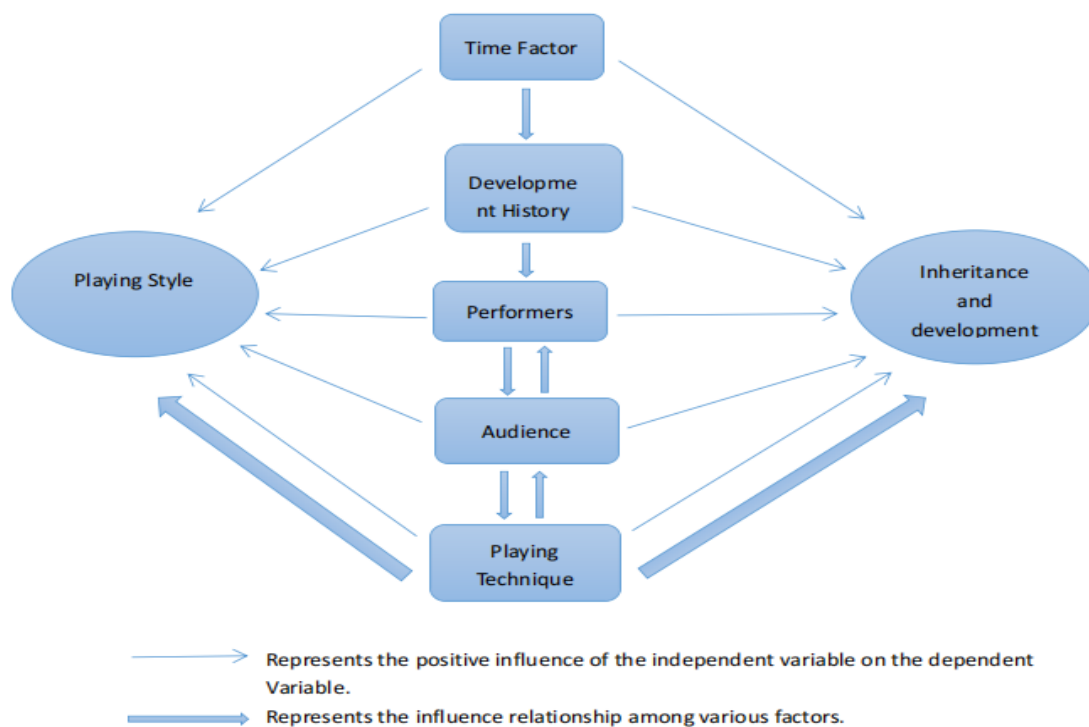 Time Factor
Developme
nt History
Playing Style
Inheritance
and
development
Performers
Audience
Playing
Technique
Represents the positive influence of the independent variable on the dependent
Variable.
Represents the influence relationship among various factors.